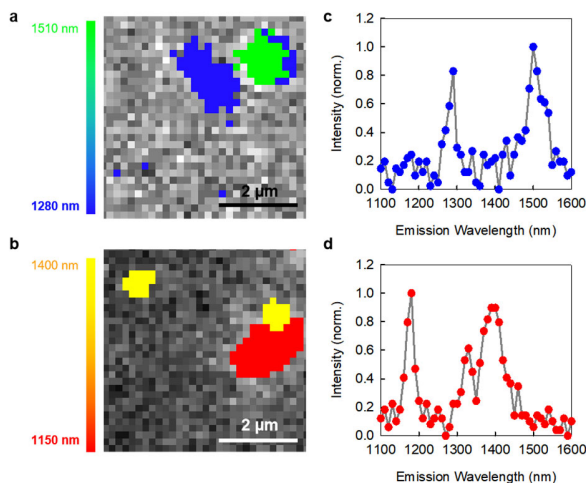 a
1510 nm
1280 nm
2 µm
c
Intensity (norm.)
1.2
1.0
0.8
0.6
0.4
0.2
0.0
1100 1200 1300 1400 1500 1600
Emission Wavelength (nm)
b
1400 nm
1150 nm
2 µm
d
Intensity (norm.)
1.2
1.0
0.8
0.6
0.4
0.2
0.0
1100 1200 1300 1400 1500 1600
Emission Wavelength (nm)